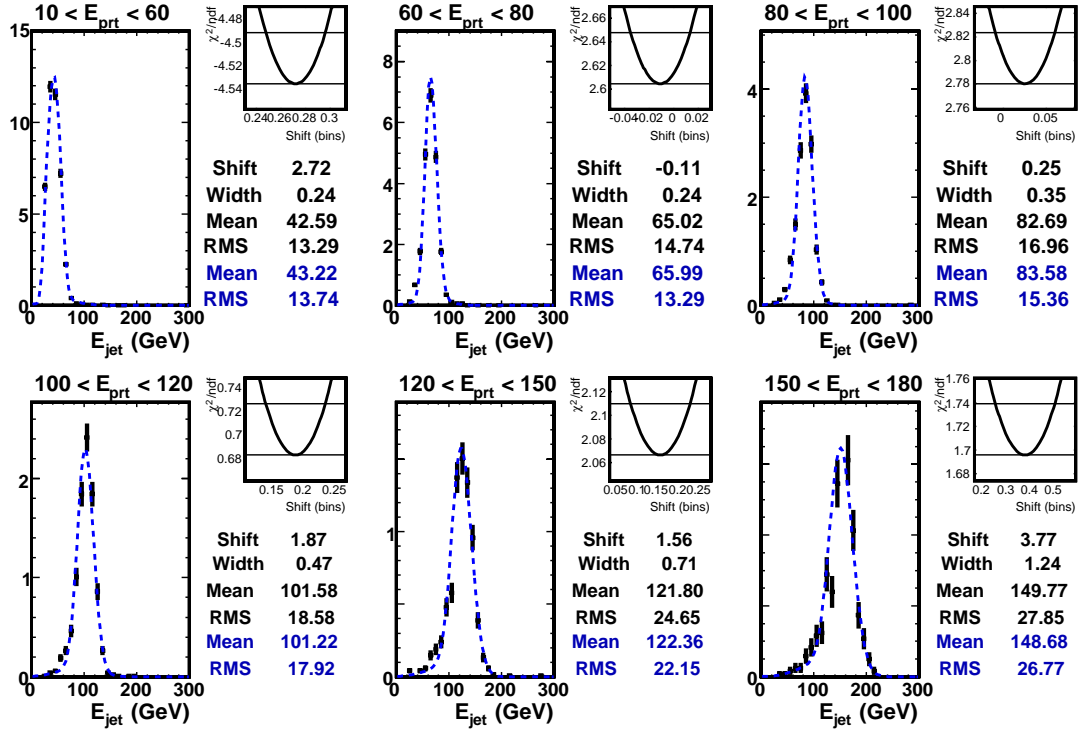 10 < E_prt < 60
15
10
5
0
0 100 200 300
E_jet (GeV)
χ²/ndf
-4.48
-4.5
-4.52
-4.54
0.24 0.26 0.28 0.3
Shift (bins)
Shift 2.72
Width 0.24
Mean 42.59
RMS 13.29
Mean 43.22
RMS 13.74
60 < E_prt < 80
8
6
4
2
0
0 100 200 300
E_jet (GeV)
χ²/ndf
2.66
2.64
2.62
2.6
-0.04 -0.02 0 0.02
Shift (bins)
Shift -0.11
Width 0.24
Mean 65.02
RMS 14.74
Mean 65.99
RMS 13.29
80 < E_prt < 100
4
2
0
0 100 200 300
E_jet (GeV)
χ²/ndf
2.84
2.82
2.8
2.78
2.76
0 0.05
Shift (bins)
Shift 0.25
Width 0.35
Mean 82.69
RMS 16.96
Mean 83.58
RMS 15.36
100 < E_prt < 120
2
1
0
0 100 200 300
E_jet (GeV)
χ²/ndf
0.74
0.72
0.7
0.68
0.15 0.2 0.25
Shift (bins)
Shift 1.87
Width 0.47
Mean 101.58
RMS 18.58
Mean 101.22
RMS 17.92
120 < E_prt < 150
1
0
0 100 200 300
E_jet (GeV)
χ²/ndf
2.12
2.1
2.08
2.06
0.05 0.1 0.15 0.2 0.25
Shift (bins)
Shift 1.56
Width 0.71
Mean 121.80
RMS 24.65
Mean 122.36
RMS 22.15
150 < E_prt < 180
0
0 100 200 300
E_jet (GeV)
χ²/ndf
1.76
1.74
1.72
1.7
1.68
0.2 0.3 0.4 0.5
Shift (bins)
Shift 3.77
Width 1.24
Mean 149.77
RMS 27.85
Mean 148.68
RMS 26.77